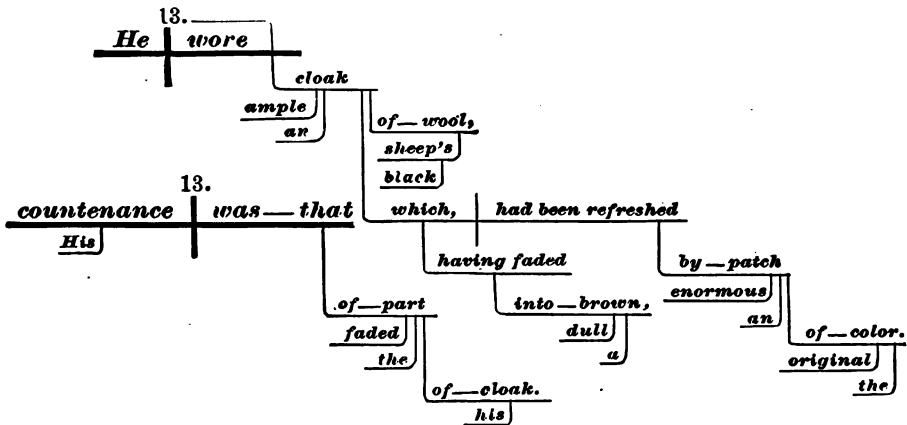 13.
He wore
cloak
ample
an
of—wool,
sheep's
black
13.
countenance was—that
which, had been refreshed
His
having faded
by—patch
enormous
an
of—part
into—brown,
faded
dull
the
a
of—color.
original
the
of—cloak.
his